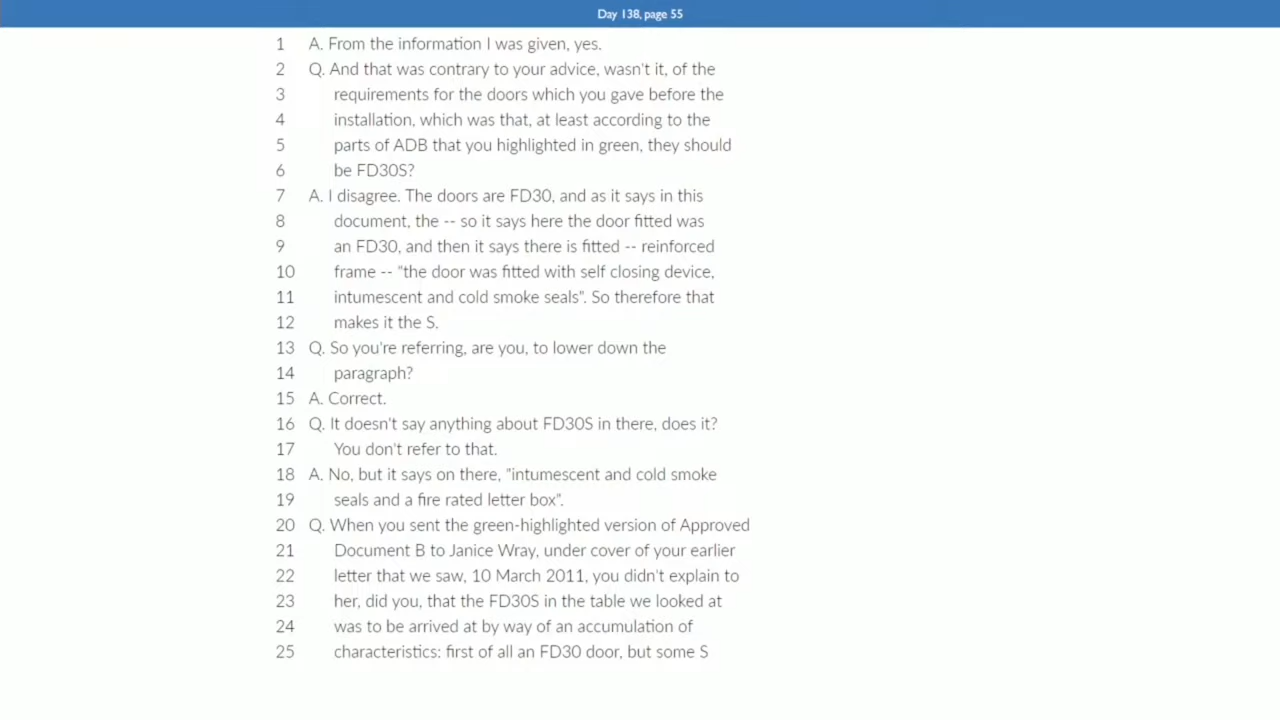 Day 138, page 55
1 A. From the information I was given, yes.
2 Q. And that was contrary to your advice, wasn't it, of the
3 requirements for the doors which you gave before the
4 installation, which was that, at least according to the
5 parts of ADB that you highlighted in green, they should
6 be FD30S?
7 A. I disagree. The doors are FD30, and as it says in this
8 document, the -- so it says here the door fitted was
9 an FD30, and then it says there is fitted -- reinforced
10 frame -- "the door was fitted with self closing device,
11 intumescent and cold smoke seals". So therefore that
12 makes it the S.
13 Q. So you're referring, are you, to lower down the
14 paragraph?
15 A. Correct.
16 Q. It doesn't say anything about FD30S in there, does it?
17 You don't refer to that.
18 A. No, but it says on there, "intumescent and cold smoke
19 seals and a fire rated letter box".
20 Q. When you sent the green-highlighted version of Approved
21 Document B to Janice Wray, under cover of your earlier
22 letter that we saw, 10 March 2011, you didn't explain to
23 her, did you, that the FD30S in the table we looked at
24 was to be arrived at by way of an accumulation of
25 characteristics: first of all an FD30 door, but some S